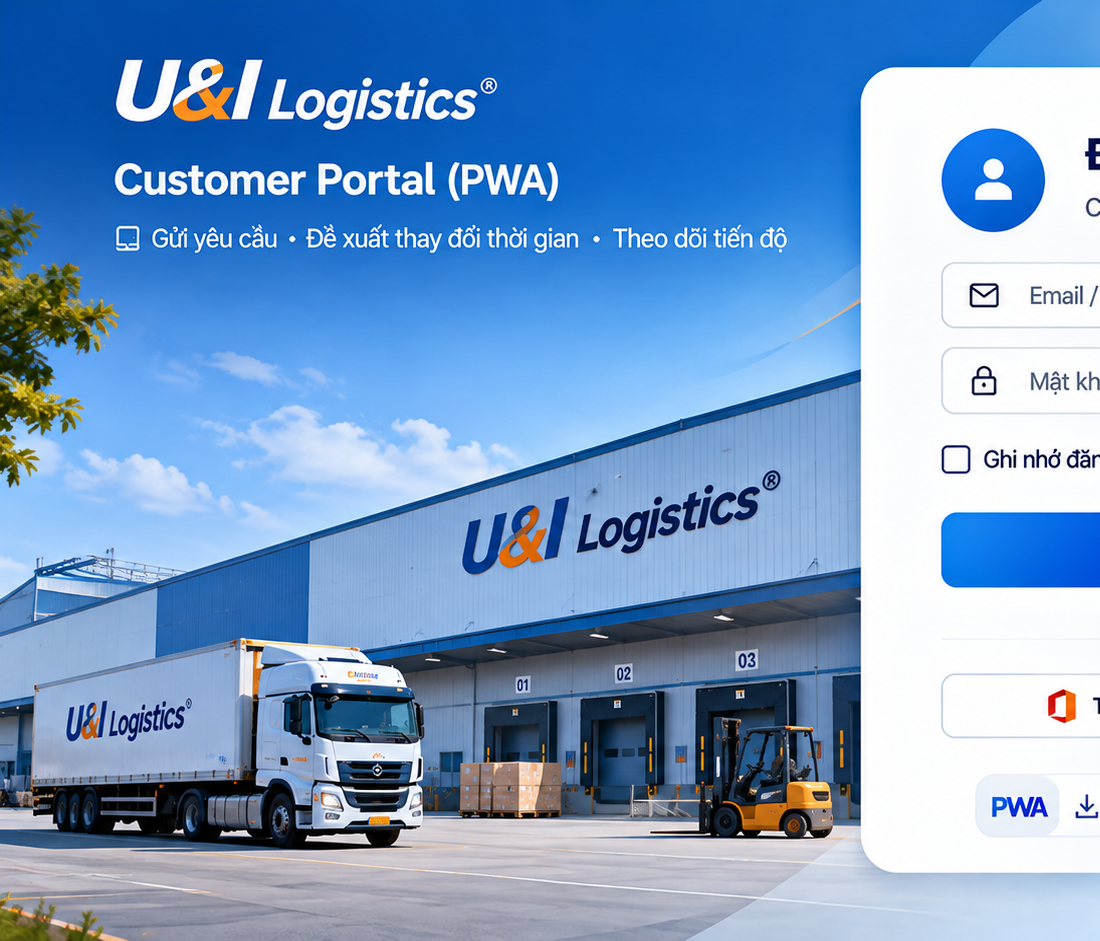 U&I Logistics®
Customer Portal (PWA)
Gửi yêu cầu • Đề xuất thay đổi thời gian • Theo dõi tiến độ
Email /
Mật kh
Ghi nhớ đăn
U&I Logistics®
01
02
03
U&I Logistics®
PWA